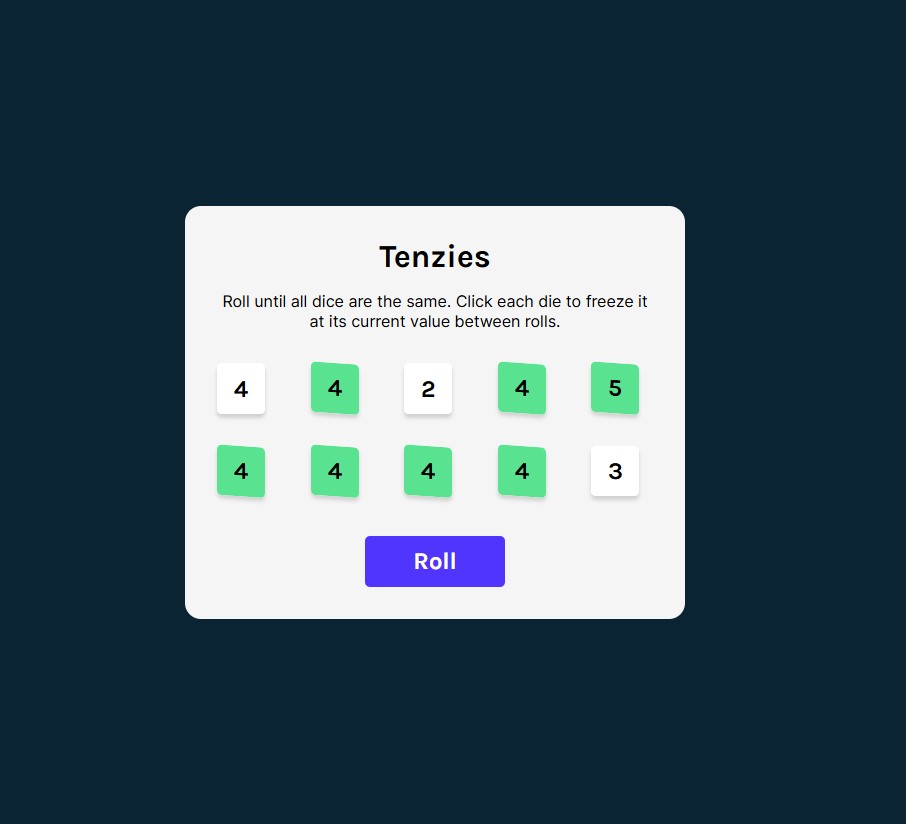 Tenzies
Roll until all dice are the same. Click each die to freeze it
at its current value between rolls.
4 4 2 4 5
4 4 4 4 3
Roll